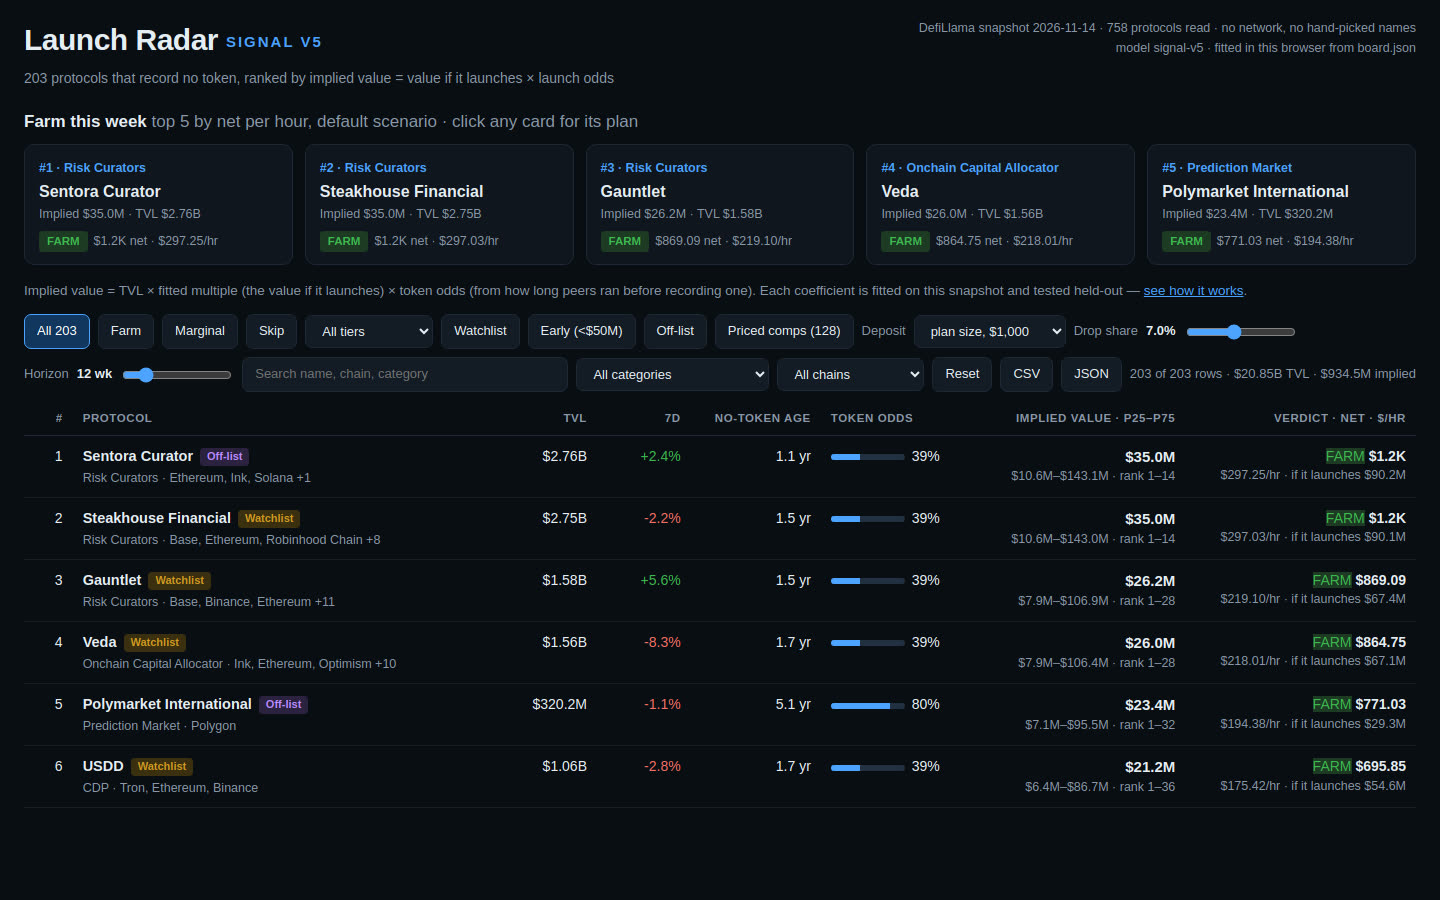 Launch Radar SIGNAL V5
DefiLlama snapshot 2026-11-14 · 758 protocols read · no network, no hand-picked names
model signal-v5 · fitted in this browser from board.json
203 protocols that record no token, ranked by implied value = value if it launches × launch odds
Farm this week top 5 by net per hour, default scenario · click any card for its plan
#1 · Risk Curators
Sentora Curator
Implied $35.0M · TVL $2.76B
FARM $1.2K net · $297.25/hr
#2 · Risk Curators
Steakhouse Financial
Implied $35.0M · TVL $2.75B
FARM $1.2K net · $297.03/hr
#3 · Risk Curators
Gauntlet
Implied $26.2M · TVL $1.58B
FARM $869.09 net · $219.10/hr
#4 · Onchain Capital Allocator
Veda
Implied $26.0M · TVL $1.56B
FARM $864.75 net · $218.01/hr
#5 · Prediction Market
Polymarket International
Implied $23.4M · TVL $320.2M
FARM $771.03 net · $194.38/hr
Implied value = TVL × fitted multiple (the value if it launches) × token odds (from how long peers ran before recording one). Each coefficient is fitted on this snapshot and tested held-out — see how it works.
All 203 Farm Marginal Skip All tiers Watchlist Early (<$50M) Off-list Priced comps (128) Deposit plan size, $1,000 Drop share 7.0%
Horizon 12 wk Search name, chain, category All categories All chains Reset CSV JSON 203 of 203 rows · $20.85B TVL · $934.5M implied
# PROTOCOL TVL 7D NO-TOKEN AGE TOKEN ODDS IMPLIED VALUE · P25–P75 VERDICT · NET · $/HR
1 Sentora Curator Off-list $2.76B +2.4% 1.1 yr 39% $35.0M FARM $1.2K
Risk Curators · Ethereum, Ink, Solana +1 $10.6M–$143.1M · rank 1–14 $297.25/hr · if it launches $90.2M
2 Steakhouse Financial Watchlist $2.75B -2.2% 1.5 yr 39% $35.0M FARM $1.2K
Risk Curators · Base, Ethereum, Robinhood Chain +8 $10.6M–$143.0M · rank 1–14 $297.03/hr · if it launches $90.1M
3 Gauntlet Watchlist $1.58B +5.6% 1.5 yr 39% $26.2M FARM $869.09
Risk Curators · Base, Binance, Ethereum +11 $7.9M–$106.9M · rank 1–28 $219.10/hr · if it launches $67.4M
4 Veda Watchlist $1.56B -8.3% 1.7 yr 39% $26.0M FARM $864.75
Onchain Capital Allocator · Ink, Ethereum, Optimism +10 $7.9M–$106.4M · rank 1–28 $218.01/hr · if it launches $67.1M
5 Polymarket International Off-list $320.2M -1.1% 5.1 yr 80% $23.4M FARM $771.03
Prediction Market · Polygon $7.1M–$95.5M · rank 1–32 $194.38/hr · if it launches $29.3M
6 USDD Watchlist $1.06B -2.8% 1.7 yr 39% $21.2M FARM $695.85
CDP · Tron, Ethereum, Binance $6.4M–$86.7M · rank 1–36 $175.42/hr · if it launches $54.6M